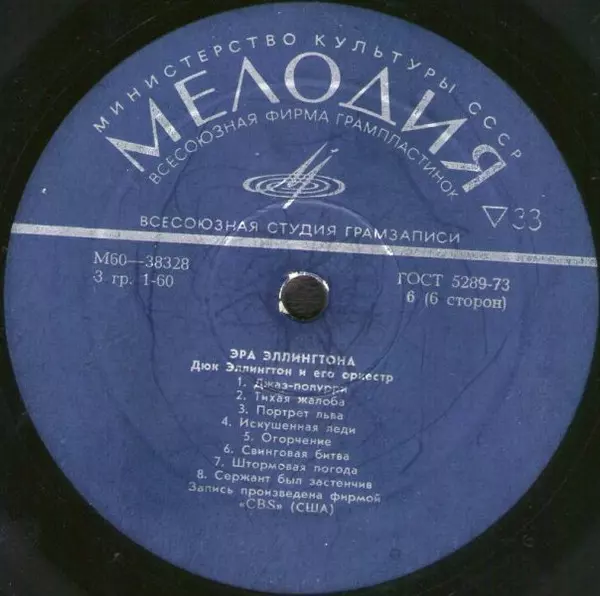 МИНИСТЕРСТВО КУЛЬТУРЫ СССР
МЕЛОДИЯ
ВСЕСОЮЗНАЯ ФИРМА ГРАМПЛАСТИНОК
33
ВСЕСОЮЗНАЯ СТУДИЯ ГРАМЗАПИСИ
М60—38328
3 гр. 1-60
ГОСТ 5289-73
6 (6 сторон)
ЭРА ЭЛЛИНГТОНА
Дюк Эллингтон и его оркестр
1. Джаз-попурри
2. Тихая жалоба
3. Портрет льва
4. Искушенная леди
5. Огорчение
6. Свинговая битва
7. Штормовая погода
8. Сержант был застенчив
Запись произведена фирмой
«CBS» (США)